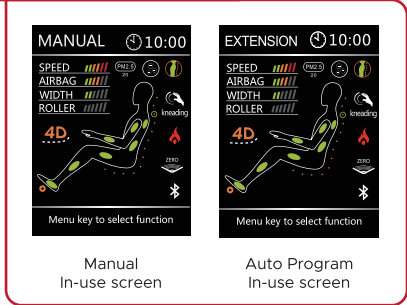 MANUAL 10:00
SPEED
AIRBAG
WIDTH
ROLLER
PM2.5
20
kneading
4D
ZERO
Menu key to select function
Manual
In-use screen
EXTENSION 10:00
SPEED
AIRBAG
WIDTH
ROLLER
PM2.5
20
kneading
4D
ZERO
Menu key to select function
Auto Program
In-use screen